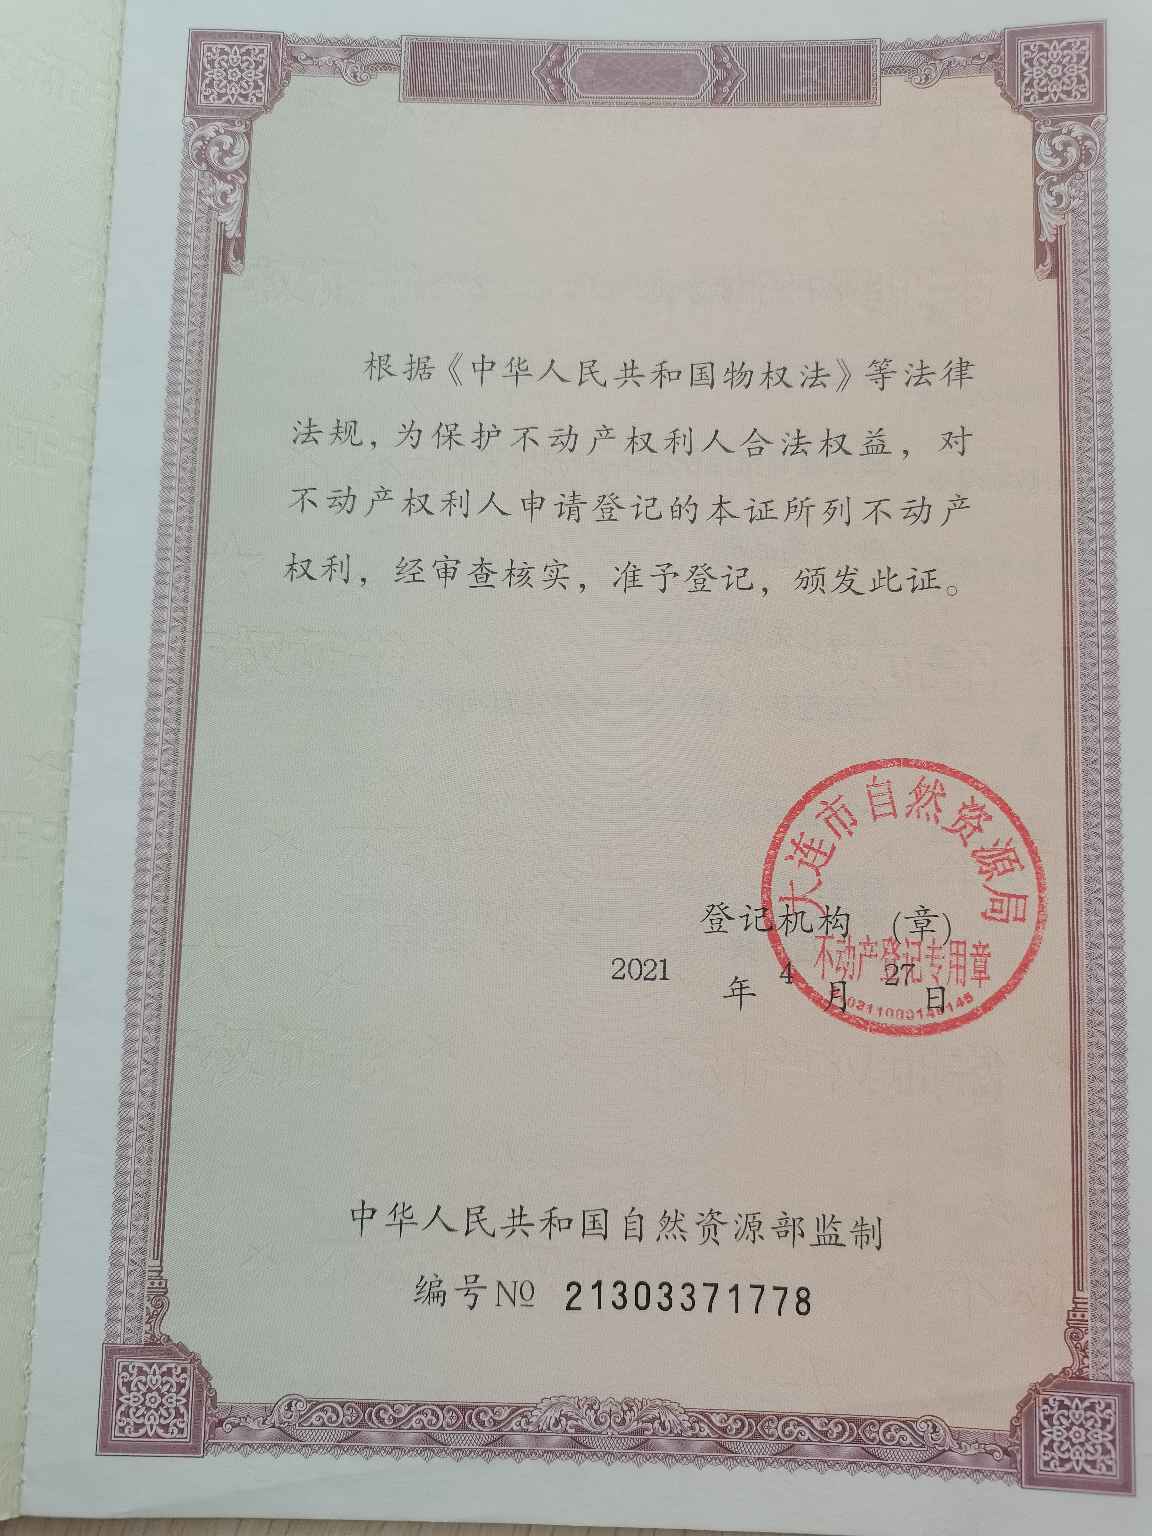 根据《中华人民共和国物权法》等法律
法规，为保护不动产权利人合法权益，对
不动产权利人申请登记的本证所列不动产
权利，经审查核实，准予登记，颁发此证。
大连市自然资源局
登记机构 (章)
不动产登记专用章
2021 年 4 月 27 日
中华人民共和国自然资源部监制
编号№ 21303371778